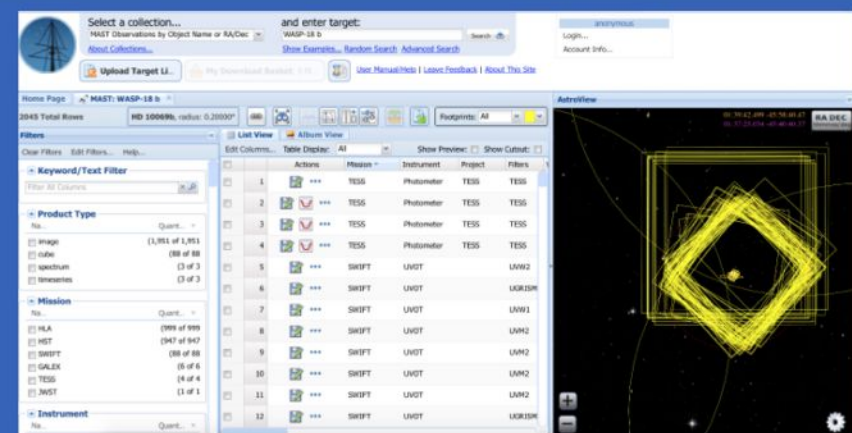 Select a collection...
and enter target:
MAST Observations by Object Name or RA/Dec
WASP-18 b
Search
About Collections...
Show Examples... Random Search Advanced Search
anonymous
Login...
Account Info...
Upload Target Li..
My Download Basket:
User Manual/Help | Leave Feedback | About This Site
Home Page
MAST: WASP-18 b
AstroView
2045 Total Rows
HD 10069b, radius: 0.20000°
Footprints: All
RA DEC
Filters
List View
Album View
Clear Filters Edit Filters... Help...
Edit Columns... Table Display: All Show Preview: Show Cutout:
Actions Mission Instrument Project Filters
Keyword/Text Filter
Filter All Columns
1 TESS Photometer TESS TESS
2 TESS Photometer TESS TESS
3 TESS Photometer TESS TESS
4 TESS Photometer TESS TESS
5 SWIFT UVOT UVW2
6 SWIFT UVOT UGRISM
7 SWIFT UVOT UVW1
8 SWIFT UVOT UVM2
9 SWIFT UVOT UVM2
10 SWIFT UVOT UVM2
11 SWIFT UVOT UVM2
12 SWIFT UVOT UGRISM
Product Type
Na... Quant...
image (1,951 of 1,951
cube (88 of 88
spectrum (3 of 3
timeseries (3 of 3
Mission
Na... Quant...
HLA (999 of 999
HST (947 of 947
SWIFT (88 of 88
GALEX (6 of 6
TESS (4 of 4
JWST (1 of 1
Instrument
Na... Quant...